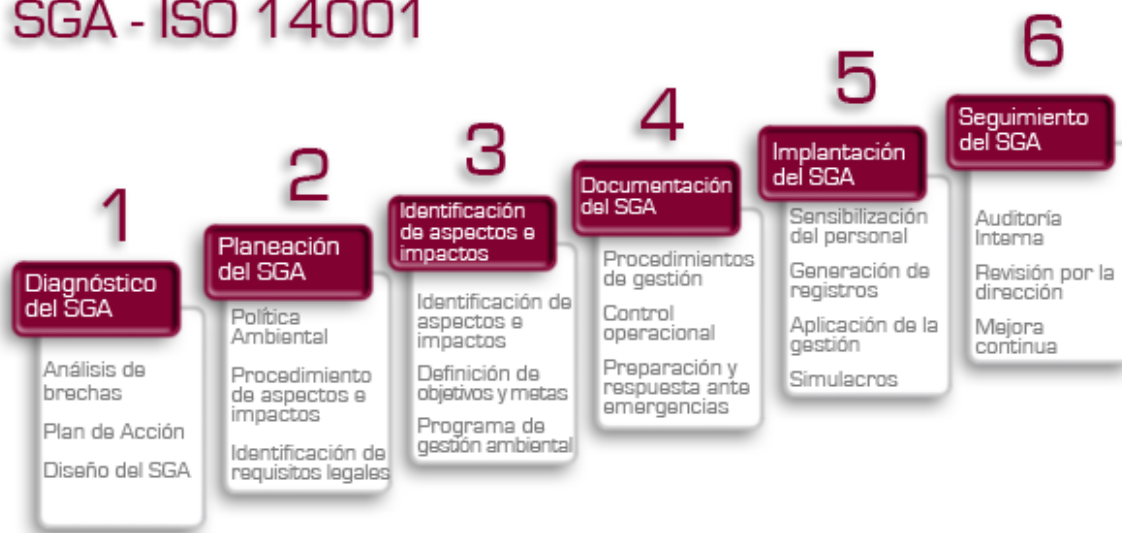 SGA - ISO 14001
1
Diagnóstico
del SGA
Análisis de
brechas
Plan de Acción
Diseño del SGA
2
Planeación
del SGA
Política
Ambiental
Procedimiento
de aspectos e
impactos
Identificación de
requisitos legales
3
Identificación
de aspectos e
impactos
Identificación de
aspectos e
impactos
Definición de
objetivos y metas
Programa de
gestión ambiental
4
Documentación
del SGA
Procedimientos
de gestión
Control
operacional
Preparación y
respuesta ante
emergencias
5
Implantación
del SGA
Sensibilización
del personal
Generación de
registros
Aplicación de la
gestión
Simulacros
6
Seguimiento
del SGA
Auditoría
Interna
Revisión por la
dirección
Mejora
continua